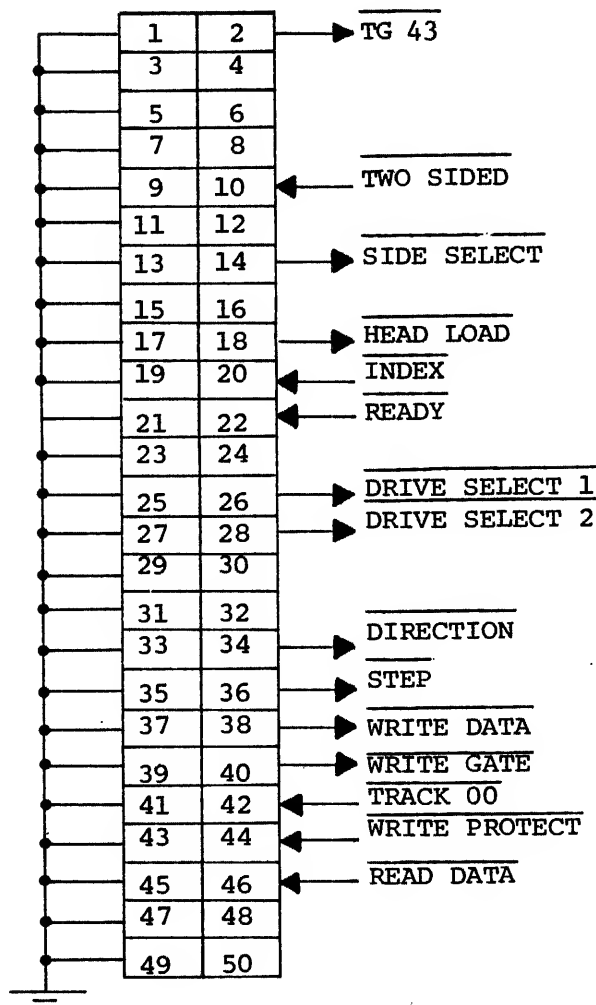 1 2 TG 43
3 4
5 6
7 8
9 10 TWO SIDED
11 12
13 14 SIDE SELECT
15 16
17 18 HEAD LOAD
19 20 INDEX
21 22 READY
23 24
25 26 DRIVE SELECT 1
27 28 DRIVE SELECT 2
29 30
31 32
33 34 DIRECTION
35 36 STEP
37 38 WRITE DATA
39 40 WRITE GATE
41 42 TRACK 00
43 44 WRITE PROTECT
45 46 READ DATA
47 48
49 50